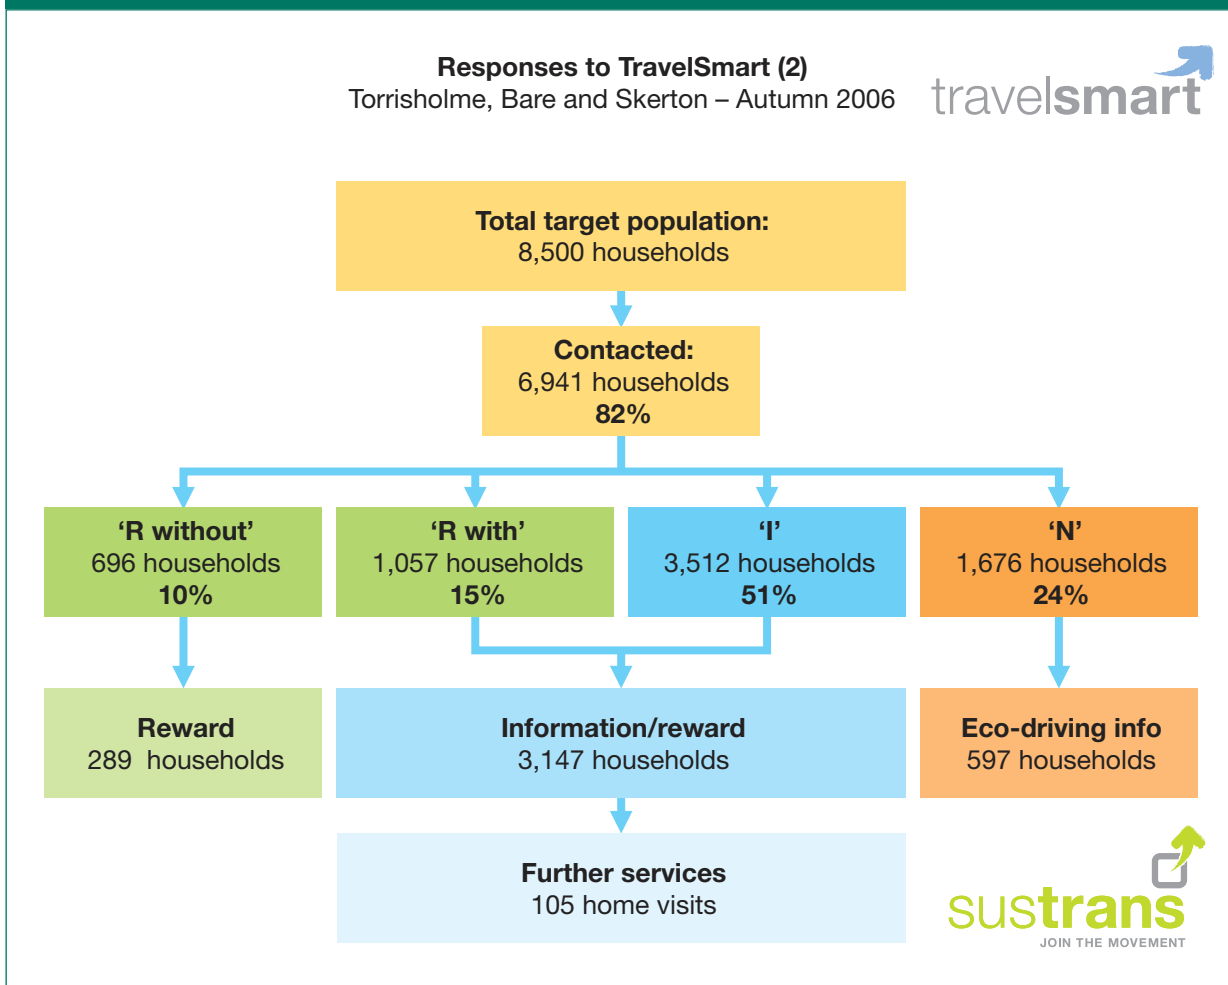 Responses to TravelSmart (2)
Torrisholme, Bare and Skerton – Autumn 2006
travelsmart
Total target population:
8,500 households
Contacted:
6,941 households
82%
‘R without’
696 households
10%
‘R with’
1,057 households
15%
‘I’
3,512 households
51%
‘N’
1,676 households
24%
Reward
289 households
Information/reward
3,147 households
Eco-driving info
597 households
Further services
105 home visits
sustrans
JOIN THE MOVEMENT